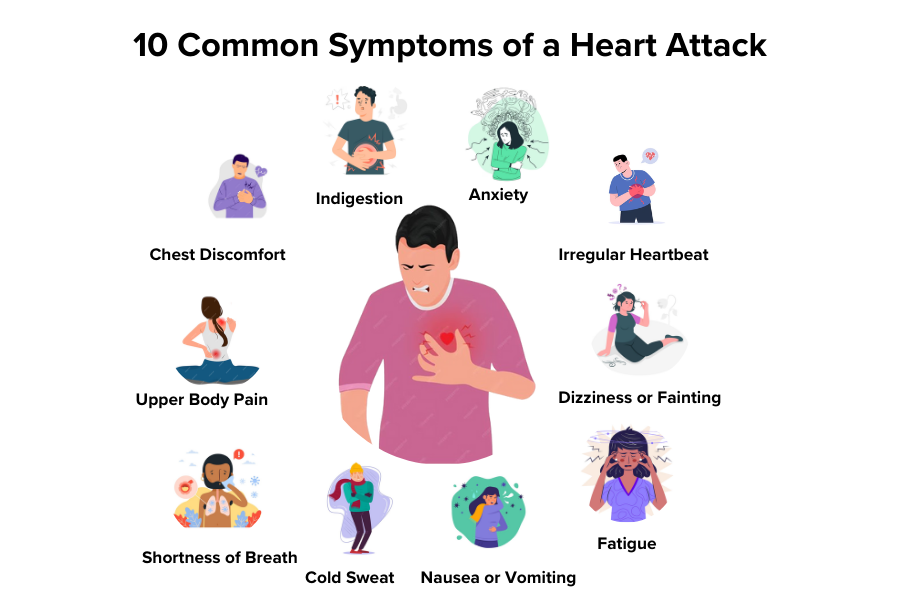 10 Common Symptoms of a Heart Attack
Indigestion
Anxiety
Chest Discomfort
Irregular Heartbeat
Upper Body Pain
Dizziness or Fainting
Shortness of Breath
Cold Sweat
Nausea or Vomiting
Fatigue